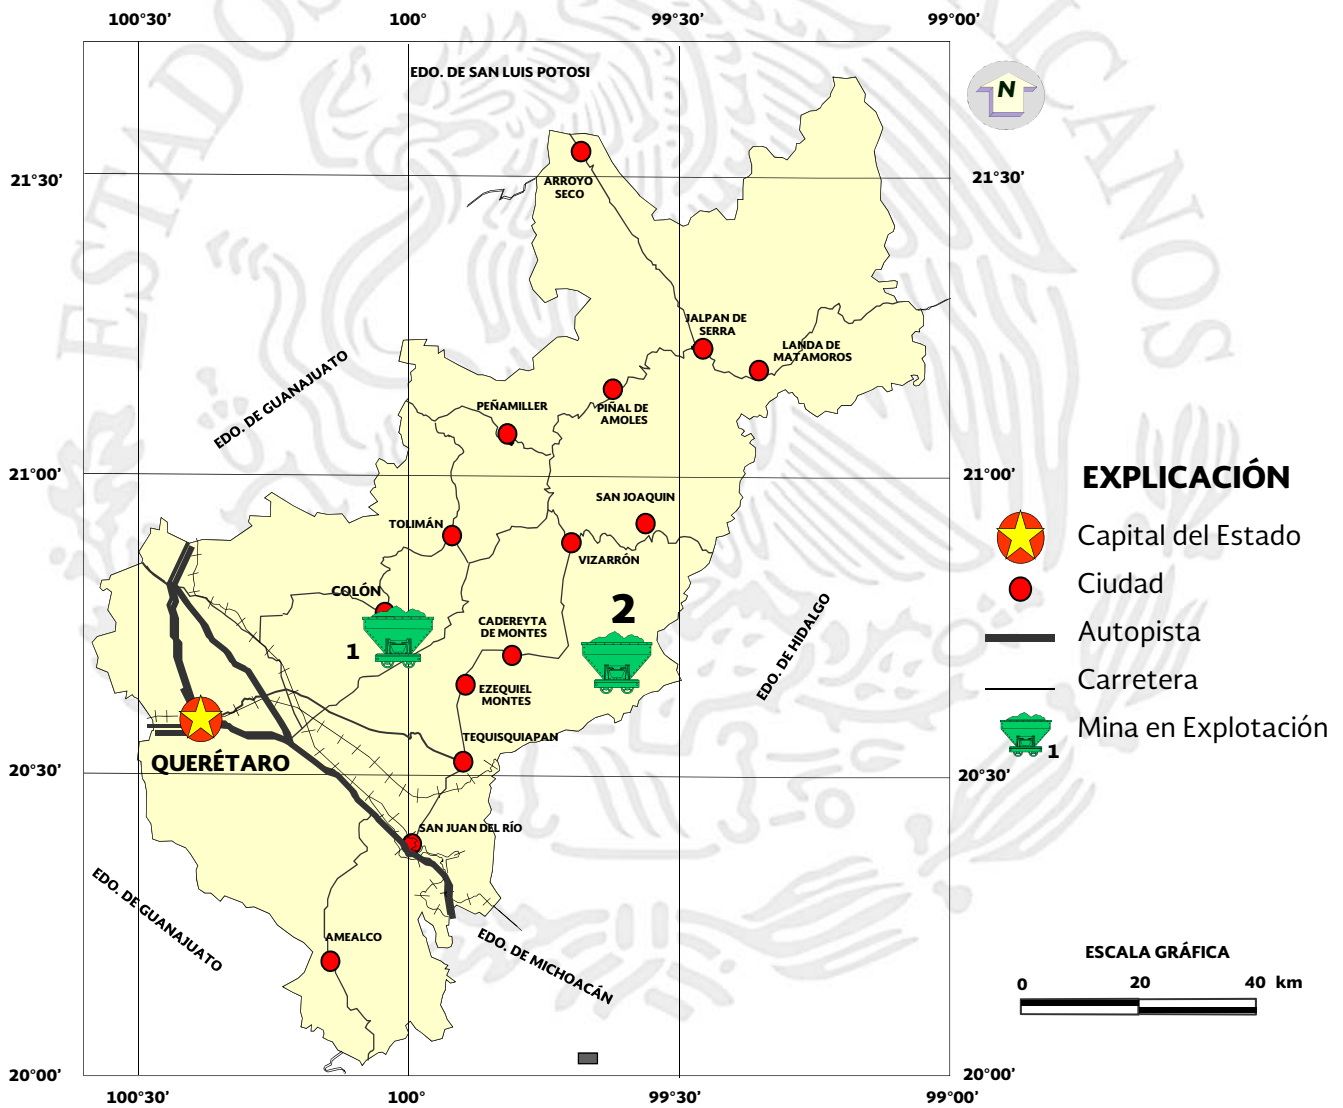 100°30'
100°
99°30'
99°00'
EDO. DE SAN LUIS POTOSI
N
ESTADOS
RICANOS
21°30'
21°30'
ARROYO
SECO
JALPAN DE
SERRA
LANDA DE
MATAMOROS
EDO. DE GUANAJUATO
PEÑAMILLER
PIÑAL DE
AMOLES
21°00'
21°00'
EXPLICACIÓN
SAN JOAQUIN
TOLIMÁN
VIZARRÓN
Capital del Estado
Ciudad
COLÓN
2
CADEREYTA
DE MONTES
1
EDO. DE HIDALGO
Autopista
Carretera
EZEQUIEL
MONTES
Mina en Explotación
1
TEQUISQUIAPAN
QUERÉTARO
20°30'
20°30'
SAN JUAN DEL RÍO
EDO. DE GUANAJUATO
AMEALCO
EDO. DE MICHOACÁN
ESCALA GRÁFICA
0 20 40 km
20°00'
20°00'
100°30'
100°
99°30'
99°00'